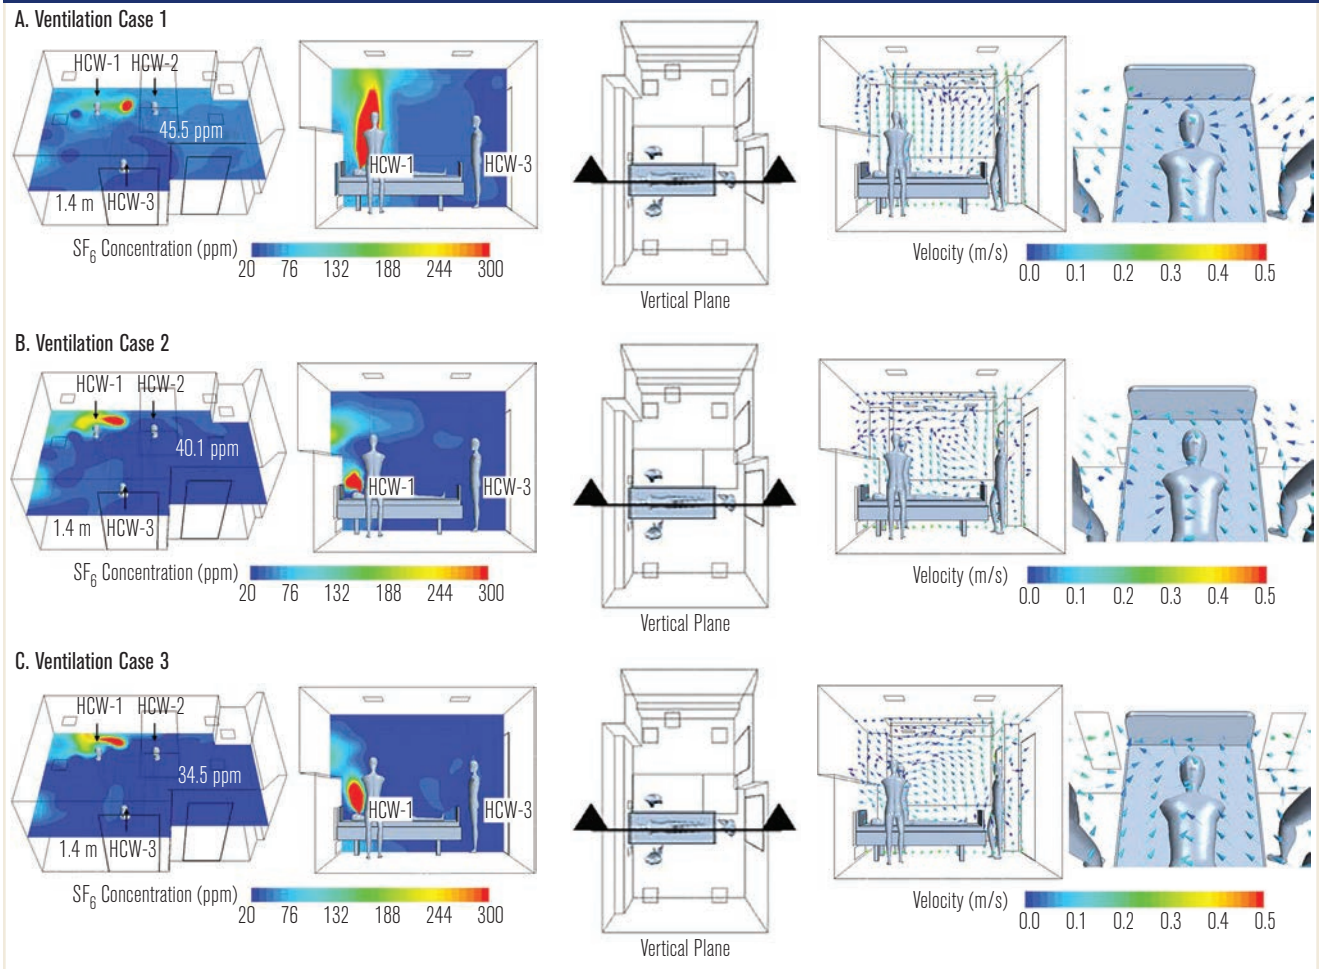 A. Ventilation Case 1
HCW-1 HCW-2
45.5 ppm
1.4 m HCW-3
HCW-1
HCW-3
SF6 Concentration (ppm)
20 76 132 188 244 300
Vertical Plane
Velocity (m/s)
0.0 0.1 0.2 0.3 0.4 0.5
B. Ventilation Case 2
HCW-1 HCW-2
40.1 ppm
1.4 m HCW-3
HCW-1
HCW-3
SF6 Concentration (ppm)
20 76 132 188 244 300
Vertical Plane
Velocity (m/s)
0.0 0.1 0.2 0.3 0.4 0.5
C. Ventilation Case 3
HCW-1 HCW-2
34.5 ppm
1.4 m HCW-3
HCW-1
HCW-3
SF6 Concentration (ppm)
20 76 132 188 244 300
Vertical Plane
Velocity (m/s)
0.0 0.1 0.2 0.3 0.4 0.5